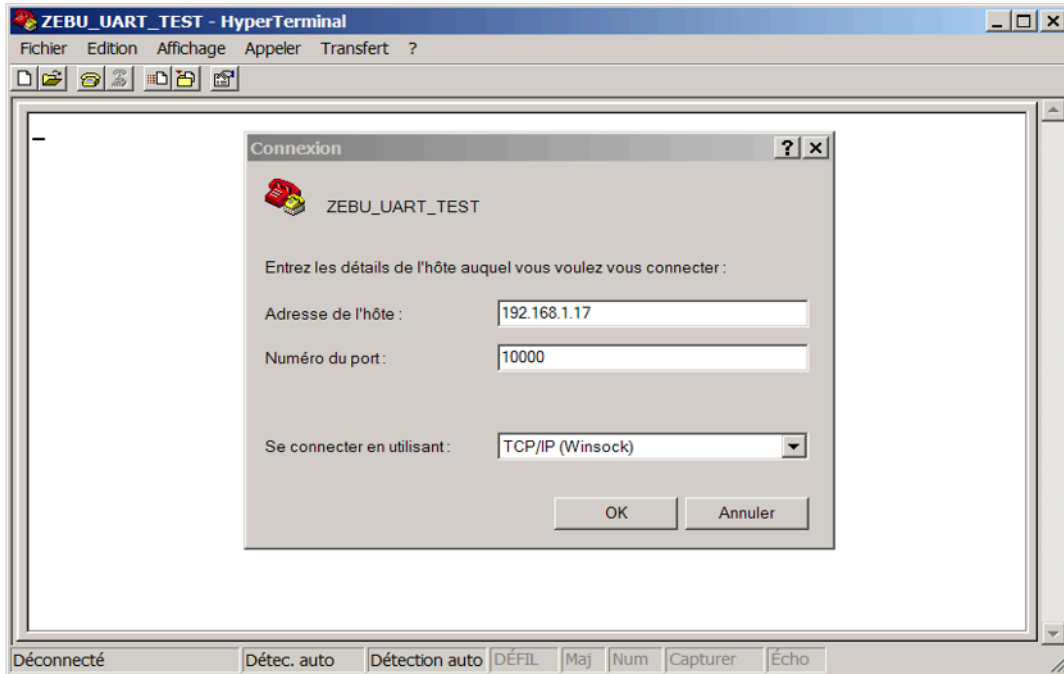 ZEBU_UART_TEST - HyperTerminal
Fichier Edition Affichage Appeler Transfert ?
Connexion
ZEBU_UART_TEST
Entrez les détails de l'hôte auquel vous voulez vous connecter :
Adresse de l'hôte : 192.168.1.17
Numéro du port : 10000
Se connecter en utilisant : TCP/IP (Winsock)
OK Annuler
Déconnecté Détec. auto Détection auto DÉFIL Maj Num Capturer Écho